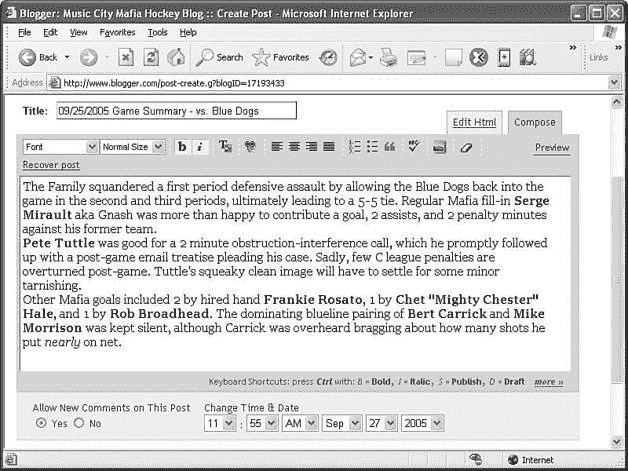 Blogger: Music City Mafia Hockey Blog :: Create Post - Microsoft Internet Explorer
File Edit View Favorites Tools Help
Back Search Favorites Links
Address http://www.blogger.com/post-create.g?blogID=17193433
Title: 09/25/2005 Game Summary - vs. Blue Dogs
Edit Html Compose
Font Normal Size b i Preview
Recover post
The Family squandered a first period defensive assault by allowing the Blue Dogs back into the
game in the second and third periods, ultimately leading to a 5-5 tie. Regular Mafia fill-in Serge
Mirault aka Gnash was more than happy to contribute a goal, 2 assists, and 2 penalty minutes
against his former team.
Pete Tuttle was good for a 2 minute obstruction-interference call, which he promptly followed
up with a post-game email treatise pleading his case. Sadly, few C league penalties are
overturned post-game. Tuttle's squeaky clean image will have to settle for some minor
tarnishing.
Other Mafia goals included 2 by hired hand Frankie Rosato, 1 by Chet "Mighty Chester"
Hale, and 1 by Rob Broadhead. The dominating blueline pairing of Bert Carrick and Mike
Morrison was kept silent, although Carrick was overheard bragging about how many shots he
put nearly on net.
Keyboard Shortcuts: press Ctrl with: B = Bold, I = Italic, S = Publish, D = Draft more »
Allow New Comments on This Post Change Time & Date
Yes No 11 : 55 AM Sep 27 2005
Internet